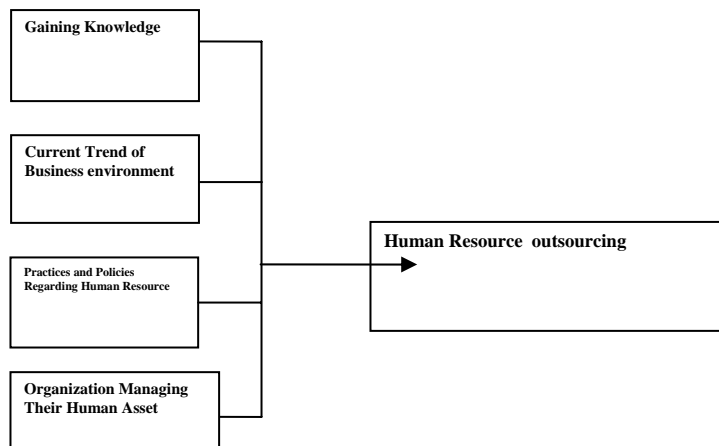 Gaining Knowledge
Current Trend of
Business environment
Practices and Policies
Regarding Human Resource
Organization Managing
Their Human Asset
Human Resource outsourcing